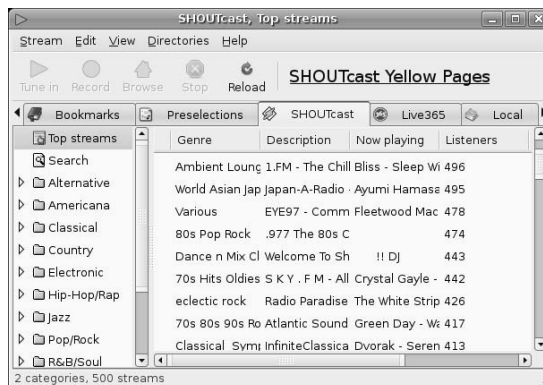 SHOUTcast, Top streams
Stream Edit View Directories Help
Tune in Record Browse Stop Reload SHOUTcast Yellow Pages
Bookmarks Preselections SHOUTcast Live365 Local
Top streams
Search
Alternative
Americana
Classical
Country
Electronic
Hip-Hop/Rap
Jazz
Pop/Rock
R&B/Soul
Genre Description Now playing Listeners
Ambient Loung 1.FM - The Chill Bliss - Sleep Wi 496
World Asian Jap Japan-A-Radio - Ayumi Hamasa 495
Various EYE97 - Comm Fleetwood Mac 478
80s Pop Rock .977 The 80s C 474
Dance n Mix Cl Welcome To Sh !! DJ 443
70s Hits Oldies S K Y . F M - All Crystal Gayle - 442
eclectic rock Radio Paradise The White Strip 426
70s 80s 90s Ro Atlantic Sound Green Day - Wa 417
Classical Symp InfiniteClassica Dvorak - Seren 413
2 categories, 500 streams